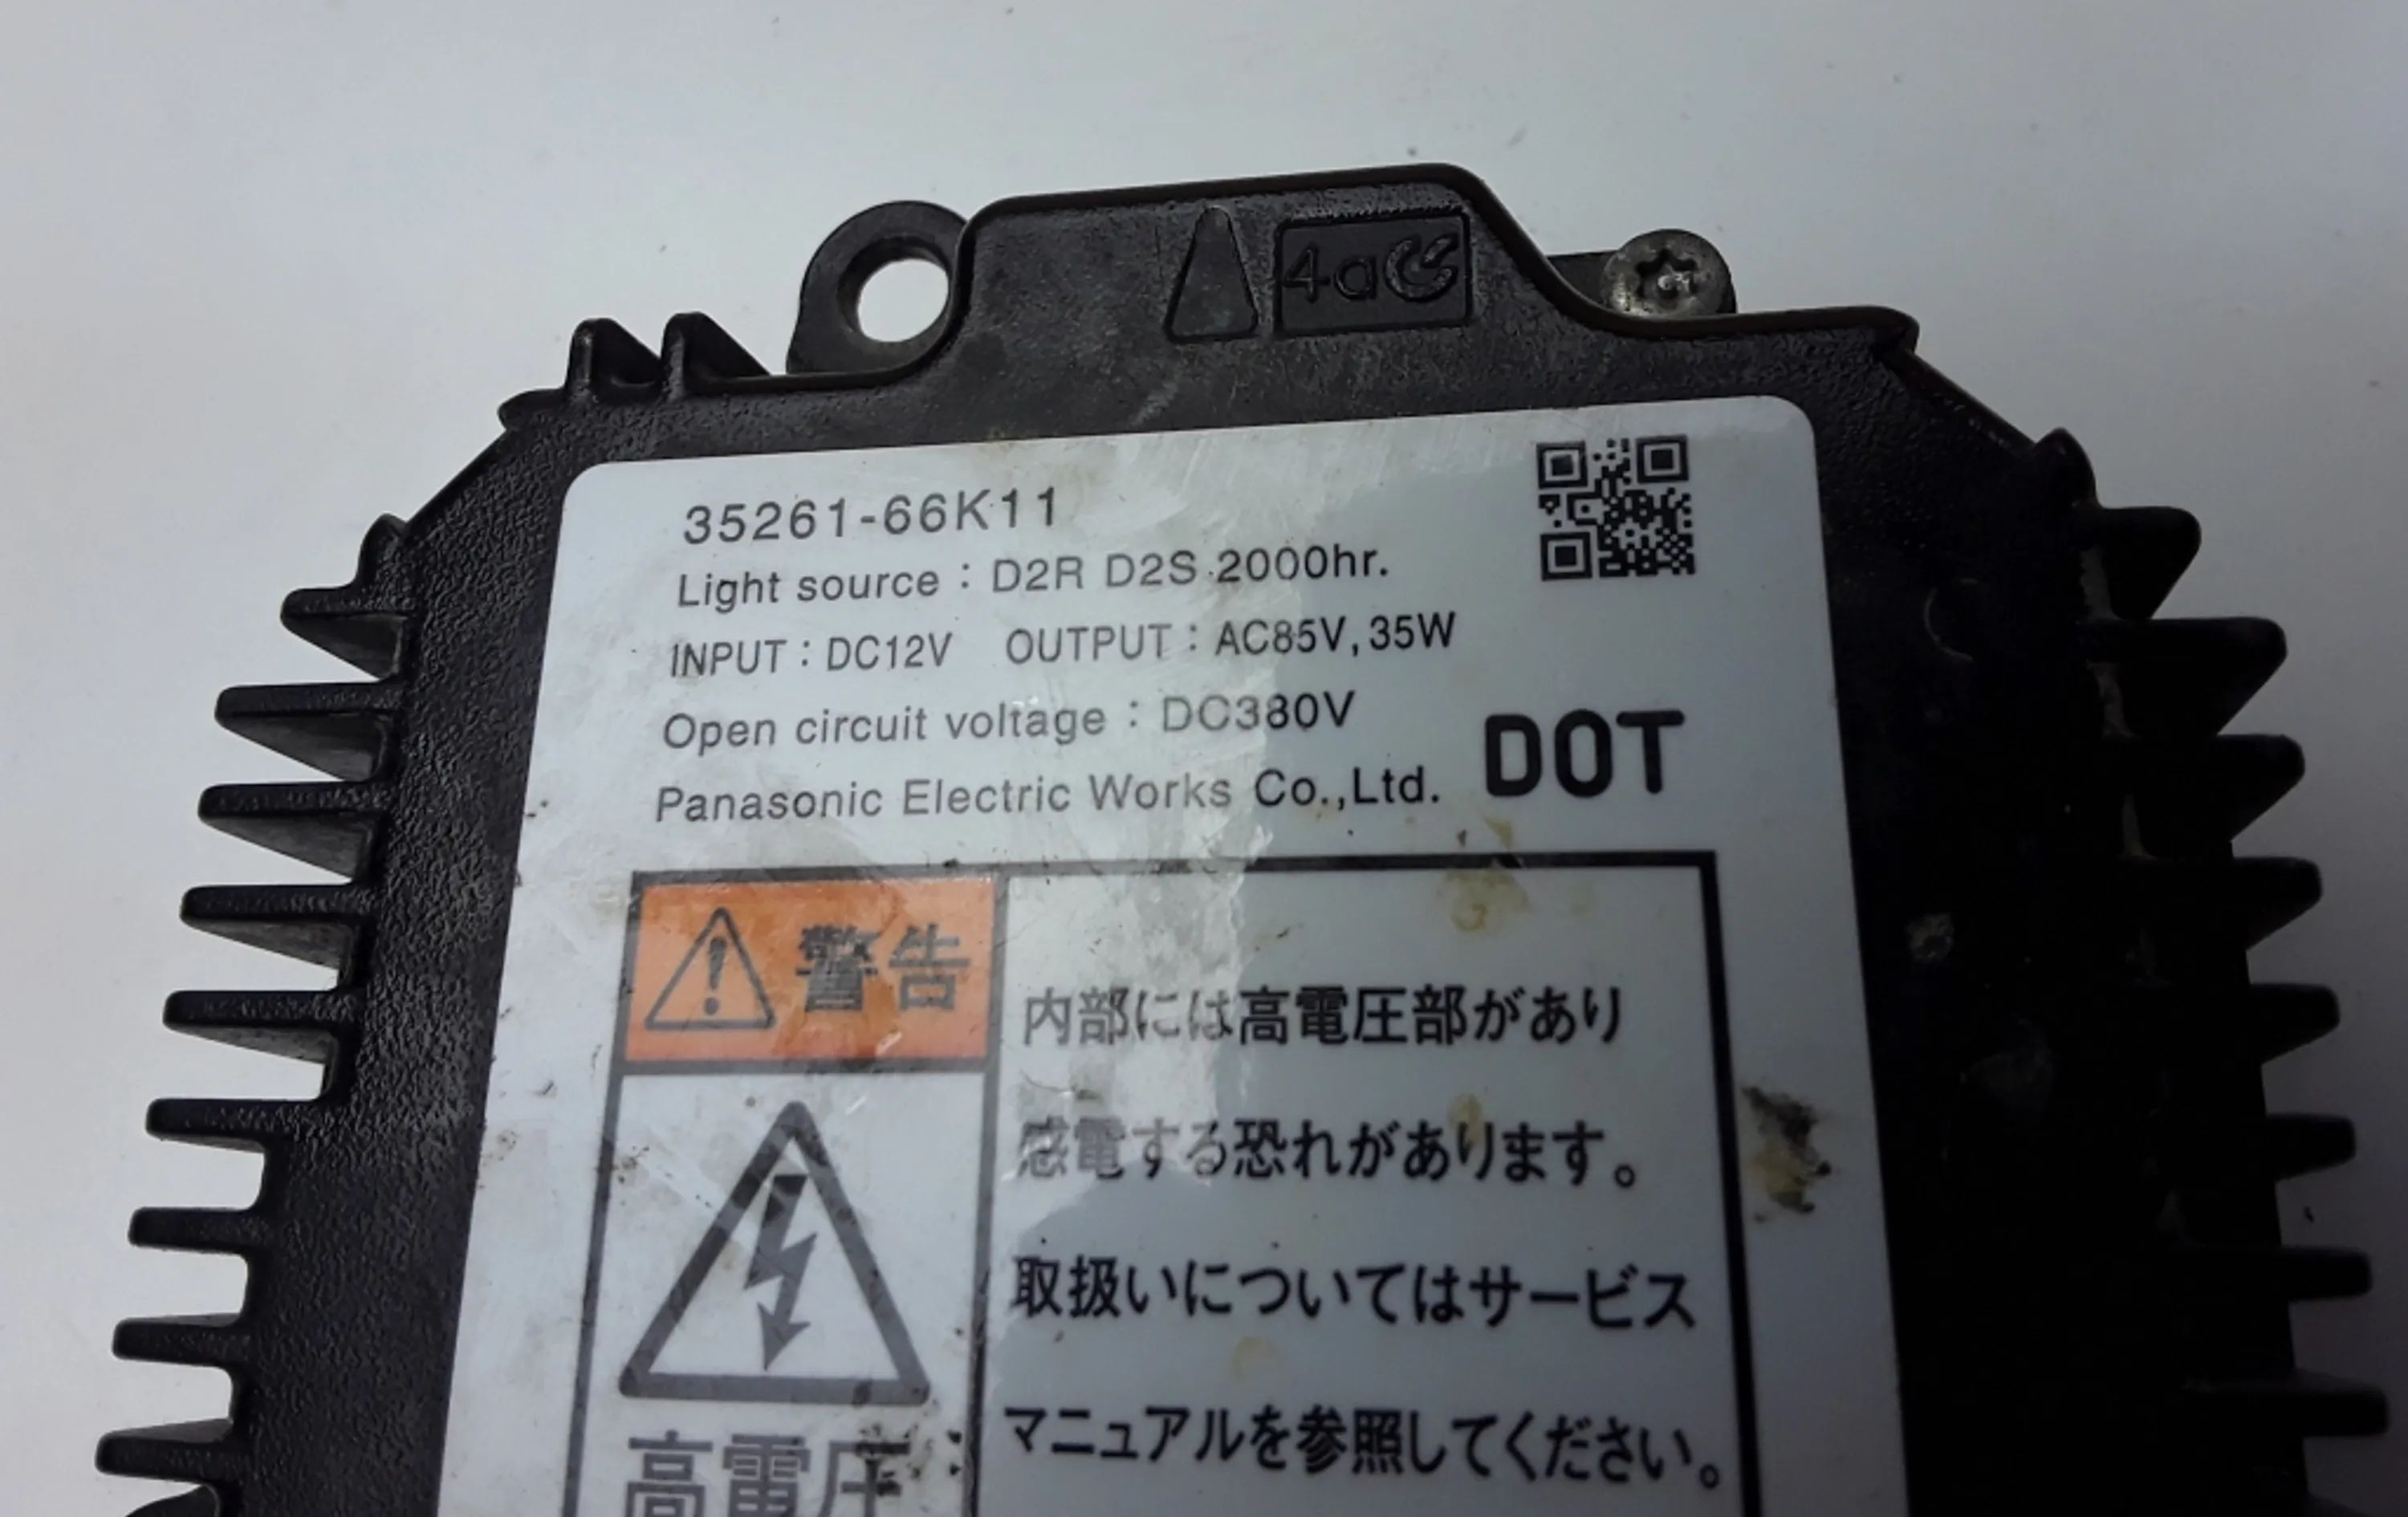 4a
35261-66K11
Light source : D2R D2S 2000hr.
INPUT : DC12V OUTPUT : AC85V,35W
Open circuit voltage : DC380V
Panasonic Electric Works Co.,Ltd. DOT
警告
内部には高電圧部があり
感電する恐れがあります。
取扱いについてはサービス
マニュアルを参照してください。
高電圧